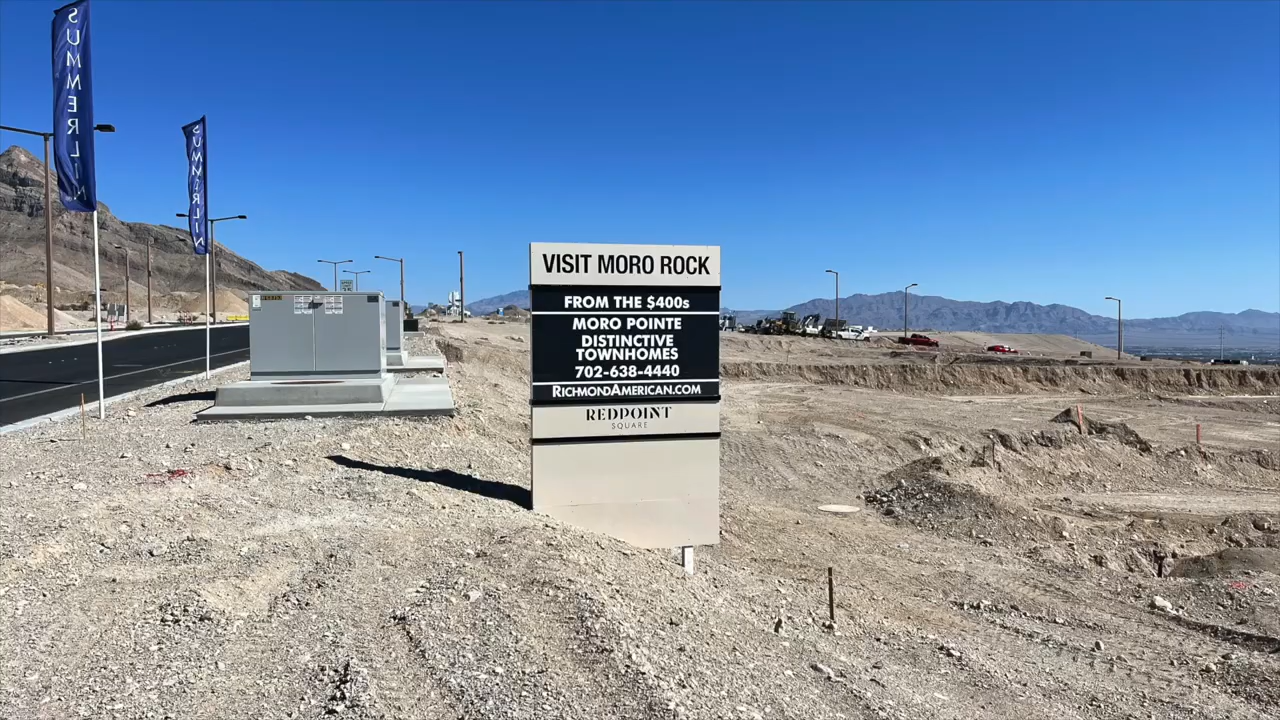 SUMMERLIN
SUMMERLIN
VISIT MORO ROCK
FROM THE $400s
MORO POINTE
DISTINCTIVE
TOWNHOMES
702-638-4440
RICHMONDAMERICAN.COM
REDPOINT
SQUARE